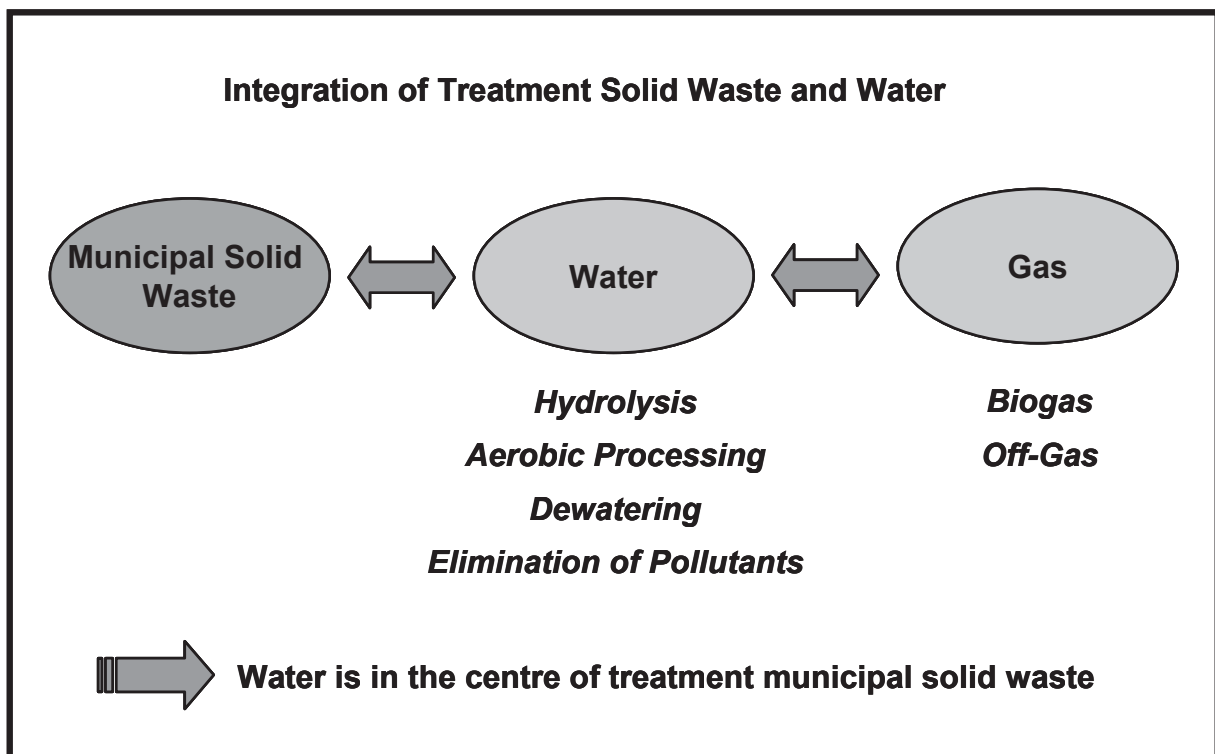 Integration of Treatment Solid Waste and Water
Municipal Solid
Waste
Water
Gas
Hydrolysis
Aerobic Processing
Dewatering
Elimination of Pollutants
Biogas
Off-Gas
Water is in the centre of treatment municipal solid waste